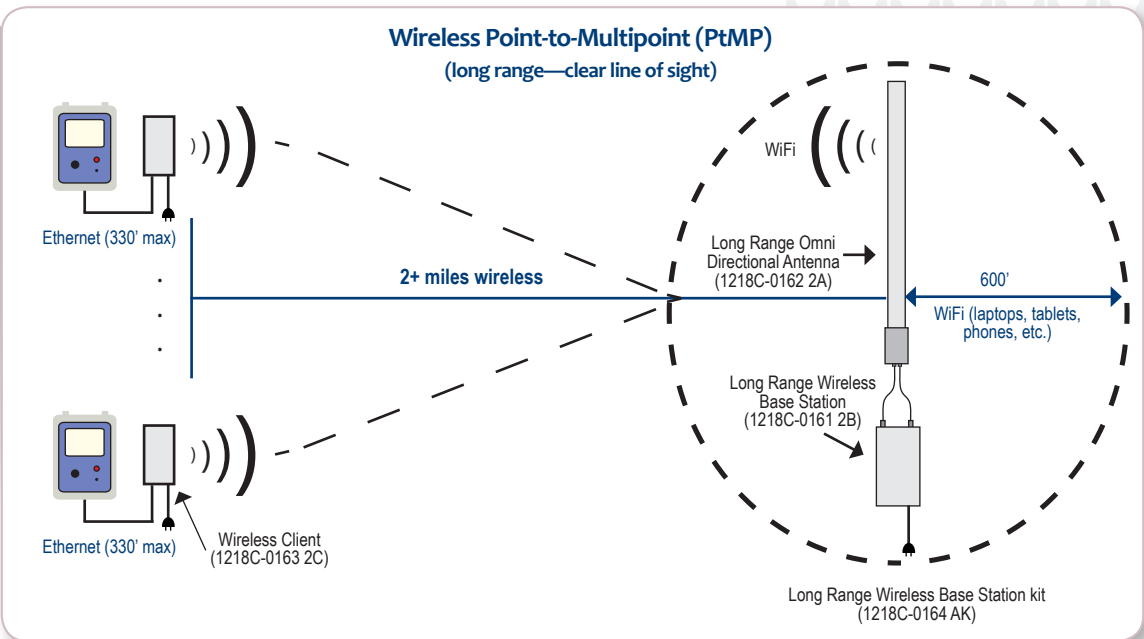 Wireless Point-to-Multipoint (PtMP)
(long range—clear line of sight)
Ethernet (330' max)
2+ miles wireless
WiFi
Long Range Omni
Directional Antenna
(1218C-0162 2A)
600'
WiFi (laptops, tablets,
phones, etc.)
Long Range Wireless
Base Station
(1218C-0161 2B)
Ethernet (330' max)
Wireless Client
(1218C-0163 2C)
Long Range Wireless Base Station kit
(1218C-0164 AK)